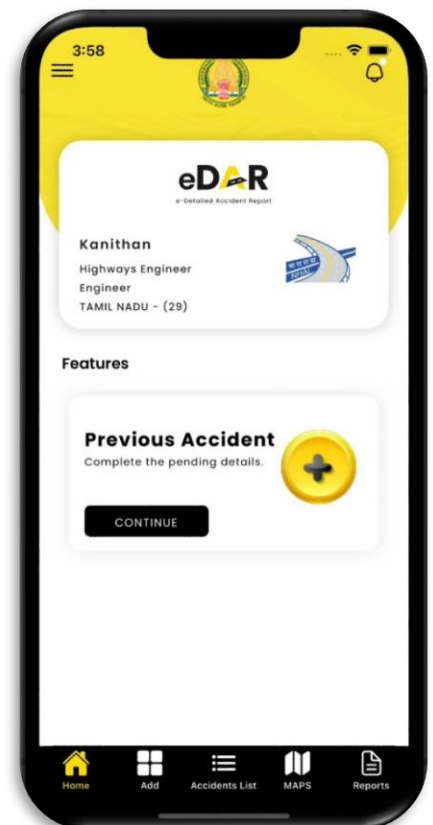 3:58
eDAR
e-Detailed Accident Report
Kanithan
Highways Engineer
Engineer
TAMIL NADU - (29)
NHAI
Features
Previous Accident
Complete the pending details.
CONTINUE
Home Add Accidents List MAPS Reports